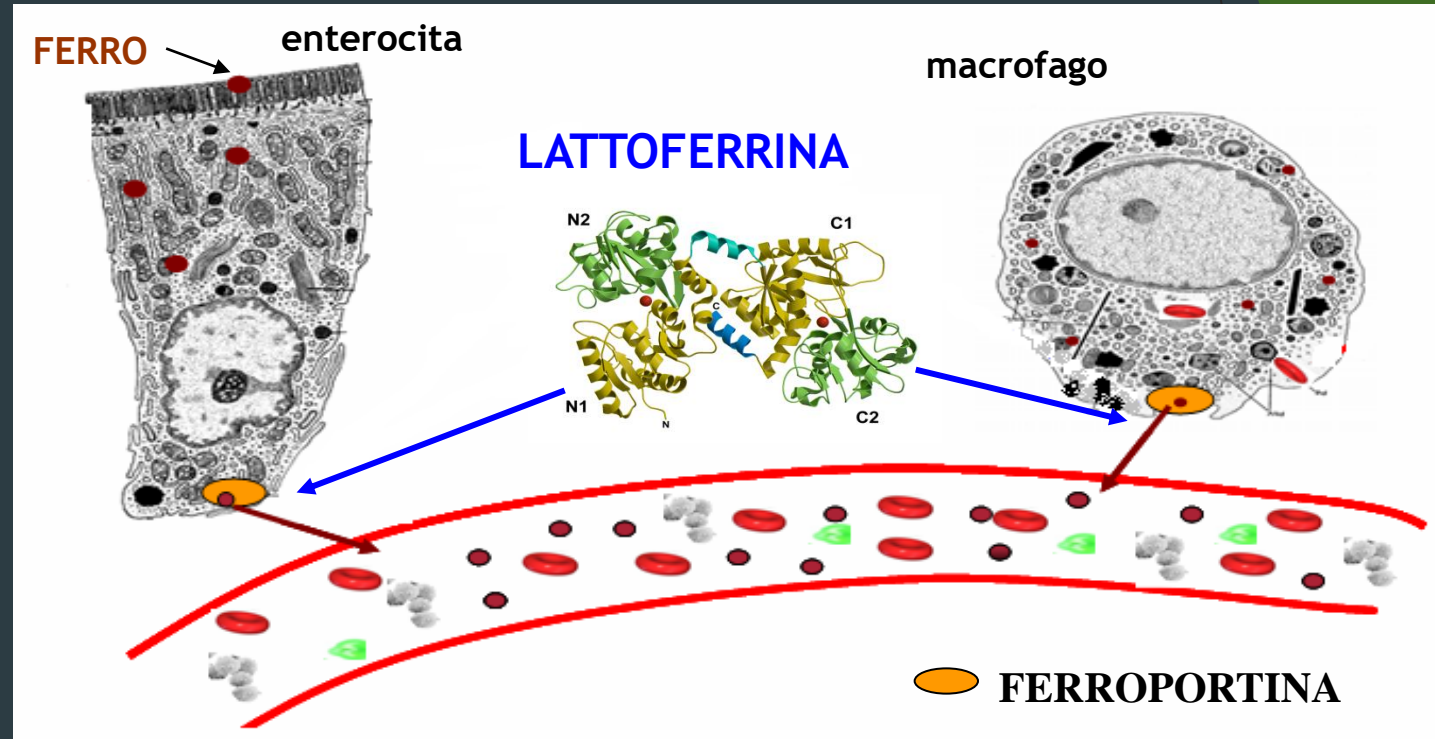 FERRO
enterocita
macrofago
LATTOFERRINA
N2
C1
C
N1
N
C2
FERROPORTINA